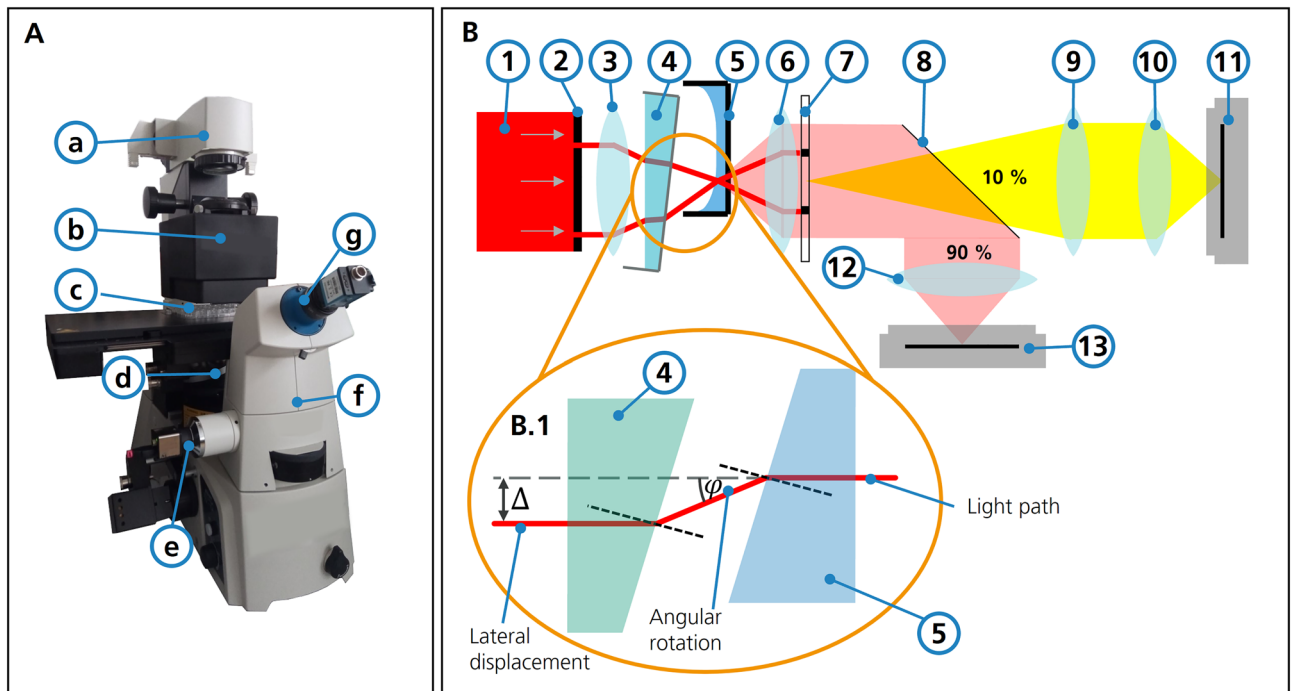 A
a
b
g
c
d
f
e
B
1
2
3
4
5
6
7
8
9
10
11
10 %
90 %
12
13
B.1
4
Δ
φ
Light path
Angular
rotation
Lateral
displacement
5